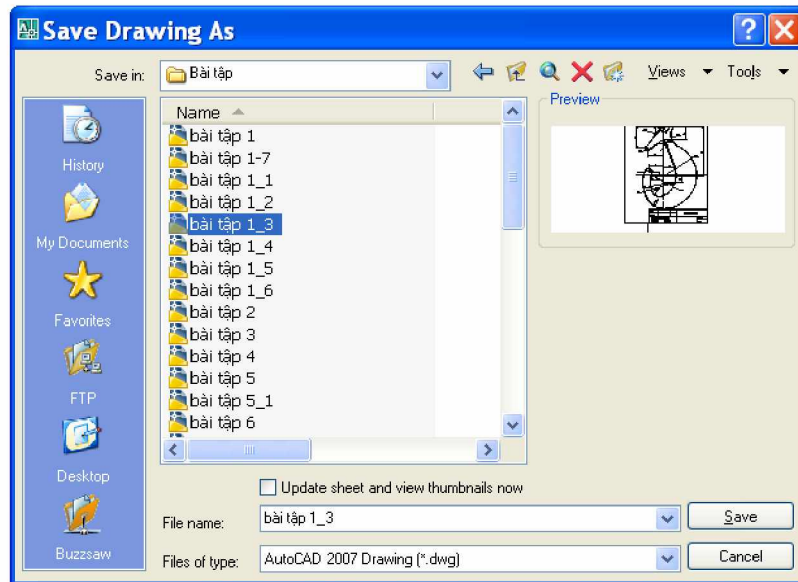 Save Drawing As
Save in:
Bài tập
Views
Tools
History
My Documents
Favorites
FTP
Desktop
Buzzsaw
Name
bài tập 1
bài tập 1-7
bài tập 1_1
bài tập 1_2
bài tập 1_3
bài tập 1_4
bài tập 1_5
bài tập 1_6
bài tập 2
bài tập 3
bài tập 4
bài tập 5
bài tập 5_1
bài tập 6
Preview
Update sheet and view thumbnails now
File name:
bài tập 1_3
Save
Files of type:
AutoCAD 2007 Drawing (*.dwg)
Cancel